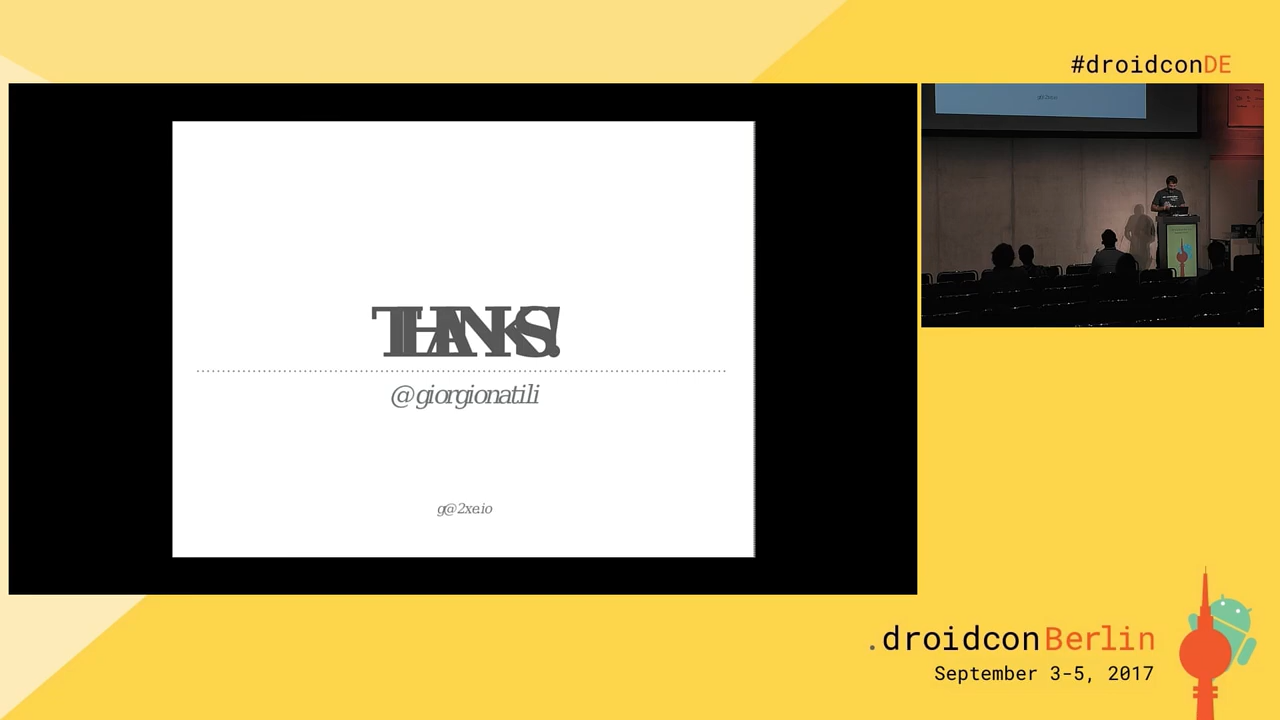 #droidconDE
THANKS!
@giorgionatili
g@2xe.io
.droidconBerlin
September 3-5, 2017